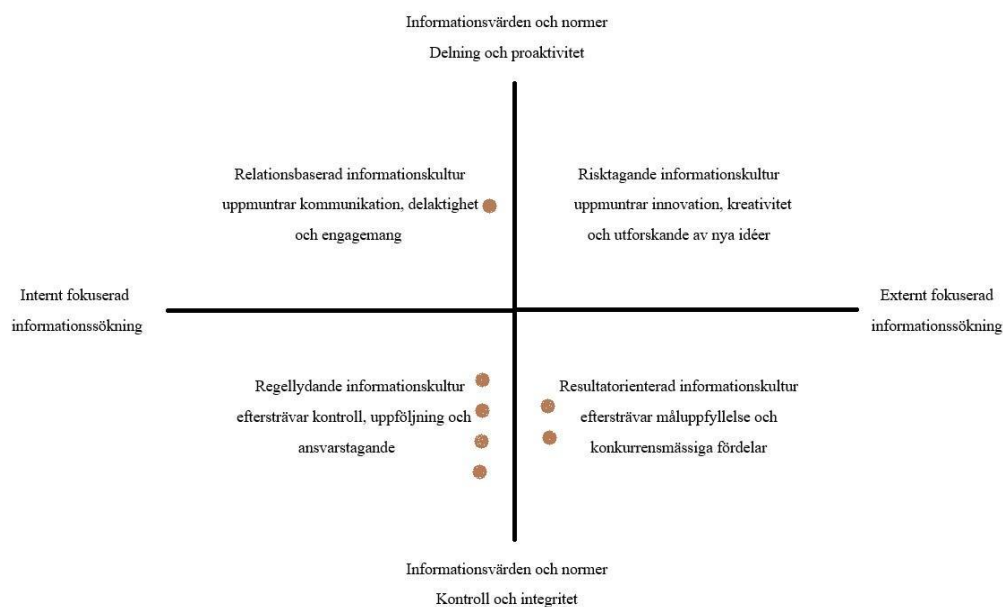 Informationsvärden och normer
Delning och proaktivitet
Relationsbaserad informationskultur
uppmuntrar kommunikation, delaktighet
och engagemang
Risktagande informationskultur
uppmuntrar innovation, kreativitet
och utforskande av nya idéer
Internt fokuserad
informationssökning
Externt fokuserad
informationssökning
Regellydande informationskultur
eftersträvar kontroll, uppföljning och
ansvarstagande
Resultatorienterad informationskultur
eftersträvar måluppfyllelse och
konkurrensmässiga fördelar
Informationsvärden och normer
Kontroll och integritet